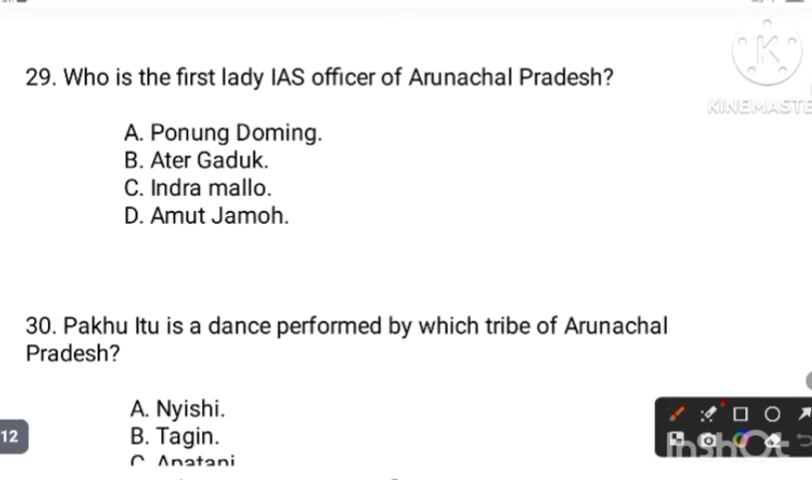 K
KINEMASTE
29. Who is the first lady IAS officer of Arunachal Pradesh?
A. Ponung Doming.
B. Ater Gaduk.
C. Indra mallo.
D. Amut Jamoh.
30. Pakhu Itu is a dance performed by which tribe of Arunachal
Pradesh?
A. Nyishi.
12
B. Tagin.
C Apatani
InShOt